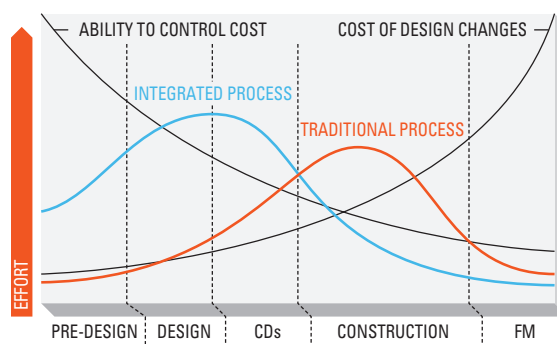 ABILITY TO CONTROL COST
COST OF DESIGN CHANGES
INTEGRATED PROCESS
TRADITIONAL PROCESS
EFFORT
PRE-DESIGN
DESIGN
CDs
CONSTRUCTION
FM